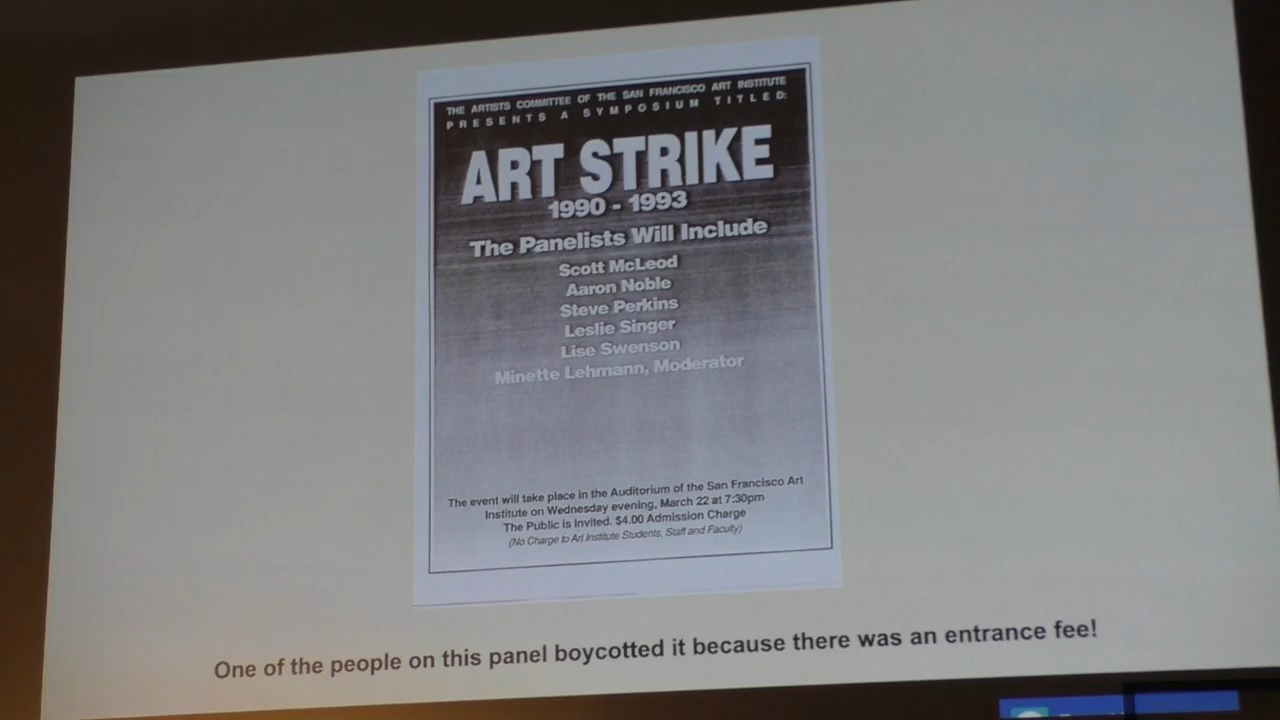 THE ARTISTS COMMITTEE OF THE SAN FRANCISCO ART INSTITUTE
PRESENTS A SYMPOSIUM TITLED:
ART STRIKE
1990 - 1993
The Panelists Will Include
Scott McLeod
Aaron Noble
Steve Perkins
Leslie Singer
Lise Swenson
Minette Lehmann, Moderator
The event will take place in the Auditorium of the San Francisco Art
Institute on Wednesday evening, March 22 at 7:30pm
The Public is Invited. $4.00 Admission Charge
(No Charge to Art Institute Students, Staff and Faculty)
One of the people on this panel boycotted it because there was an entrance fee!